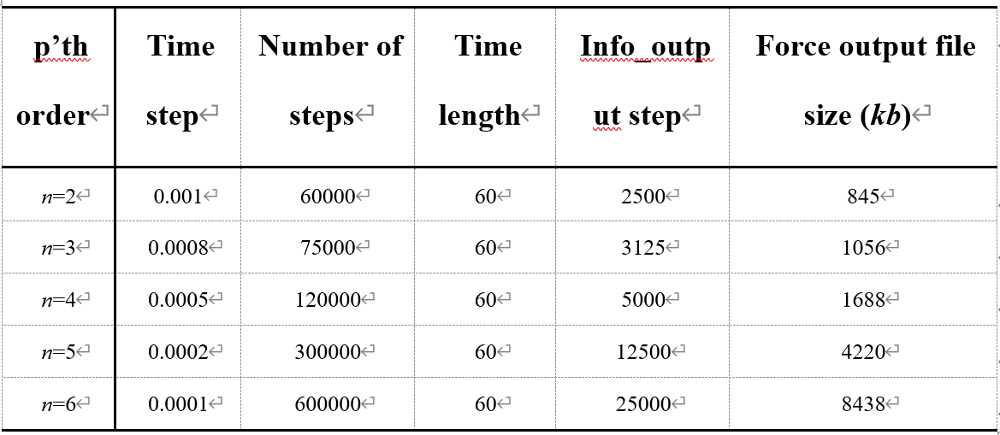 p’th Time Number of Time Info_outp Force output file
order step steps length ut step size (kb)
n=2 0.001 60000 60 2500 845
n=3 0.0008 75000 60 3125 1056
n=4 0.0005 120000 60 5000 1688
n=5 0.0002 300000 60 12500 4220
n=6 0.0001 600000 60 25000 8438